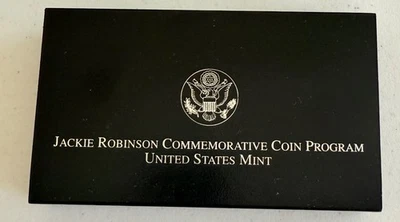 JACKIE ROBINSON COMMEMORATIVE COIN PROGRAM
UNITED STATES MINT